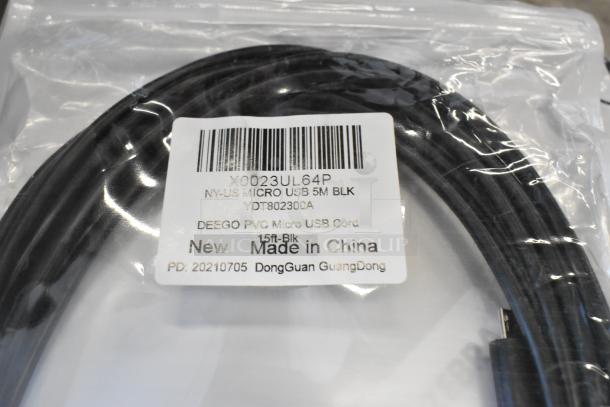 X0023UL64P
NY-US MICRO USB 5M BLK
YDT802300A
DEEGO PVC Micro USB Cord
15ft-Blk
New Made in China
PD: 20210705 DongGuan GuangDong